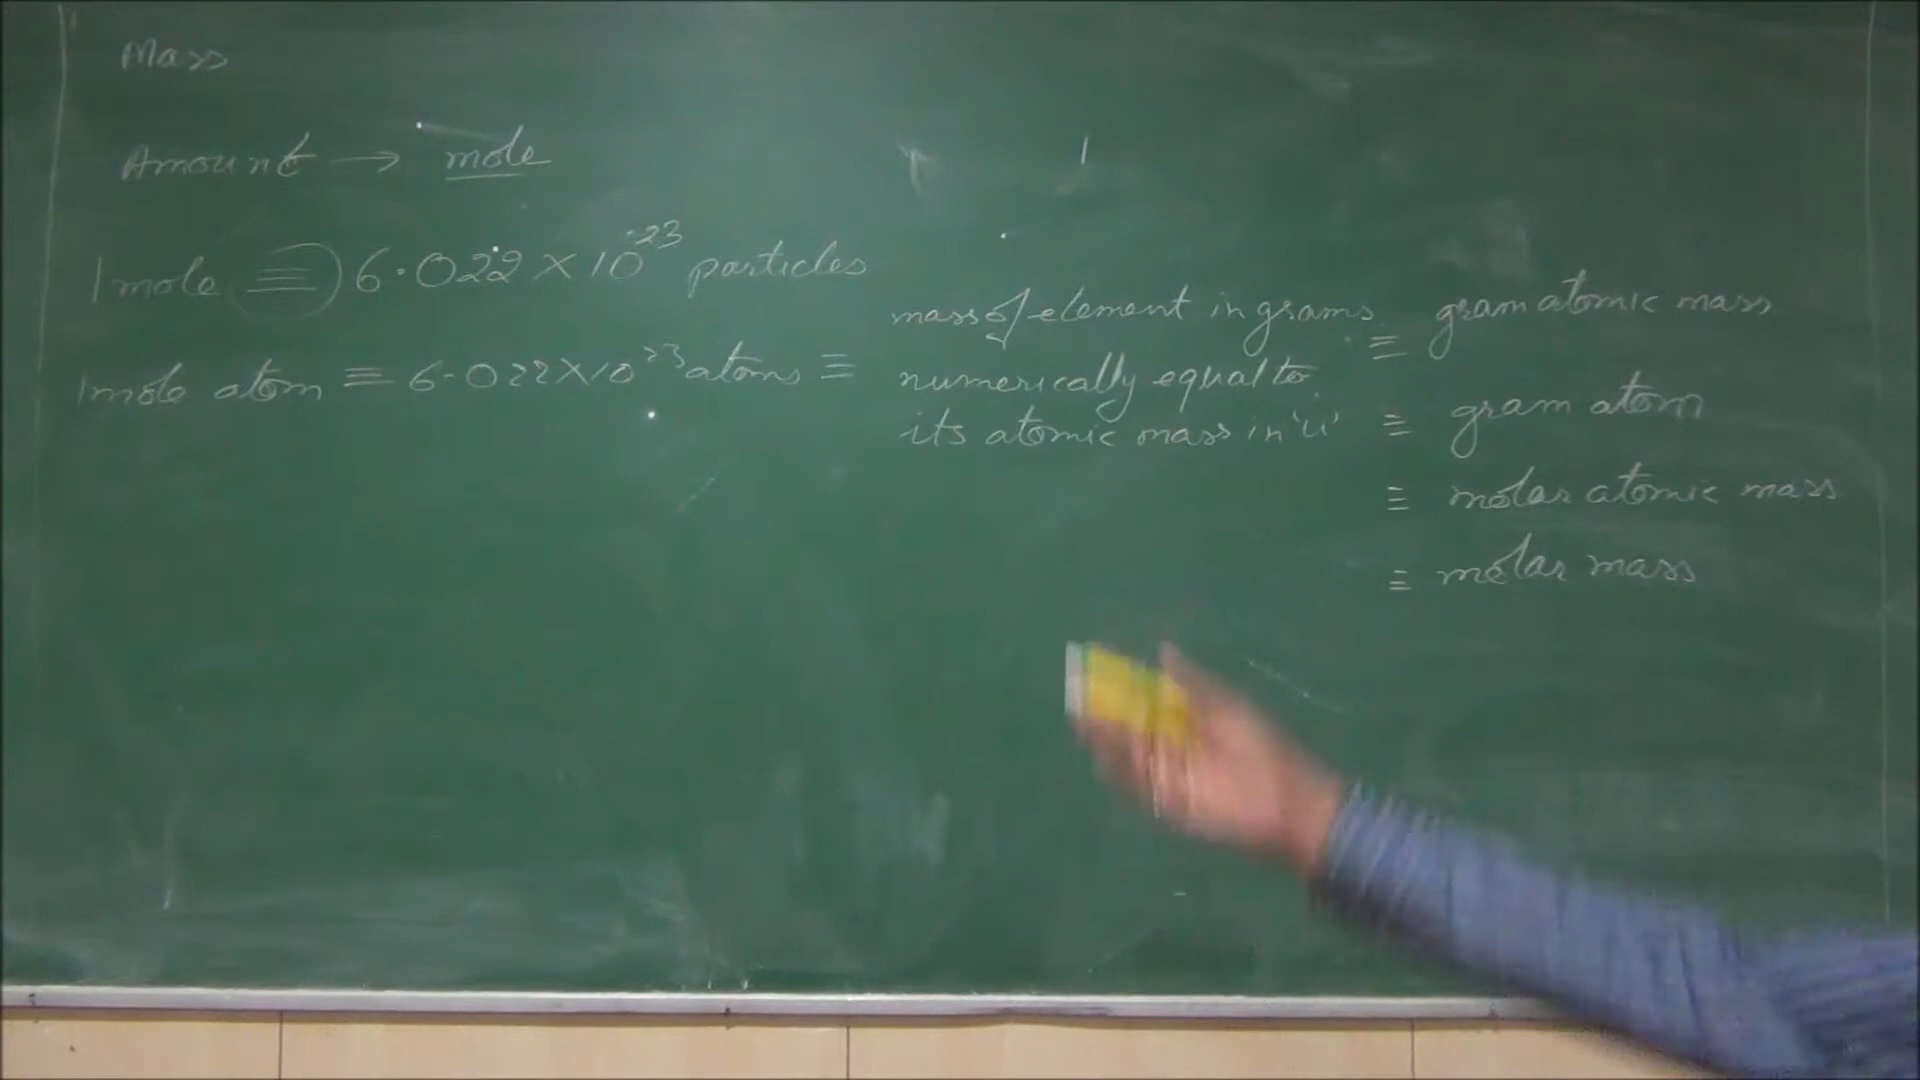 Mass
Amount → mole
1 mole ≡ 6.022 × 10²³ particles
1 mole atom ≡ 6.022 × 10²³ atoms ≡
mass of element in grams
numerically equal to
its atomic mass in 'u'
≡ gram atomic mass
≡ gram atom
≡ molar atomic mass
≡ molar mass